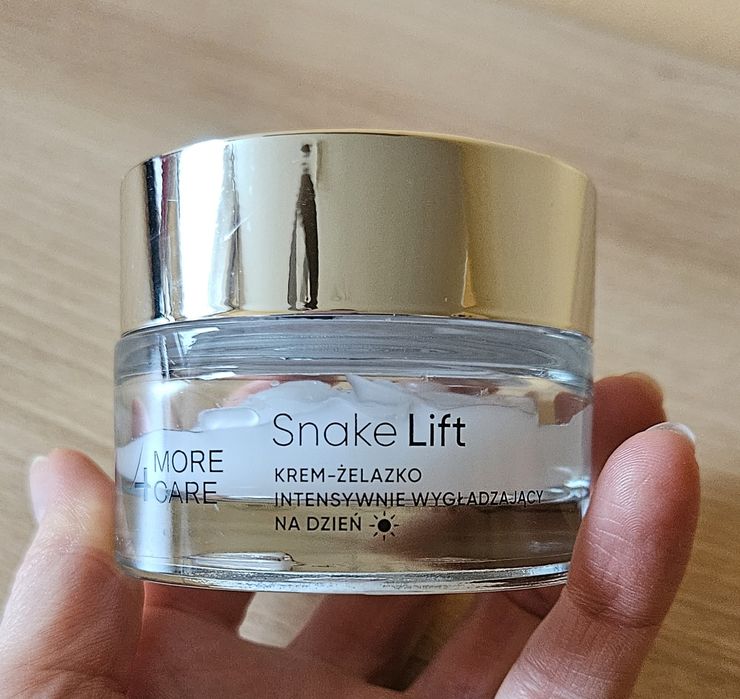 4 MORE
CARE
Snake Lift
KREM-ŻELAZKO
INTENSYWNIE WYGŁADZAJĄCY
NA DZIEŃ